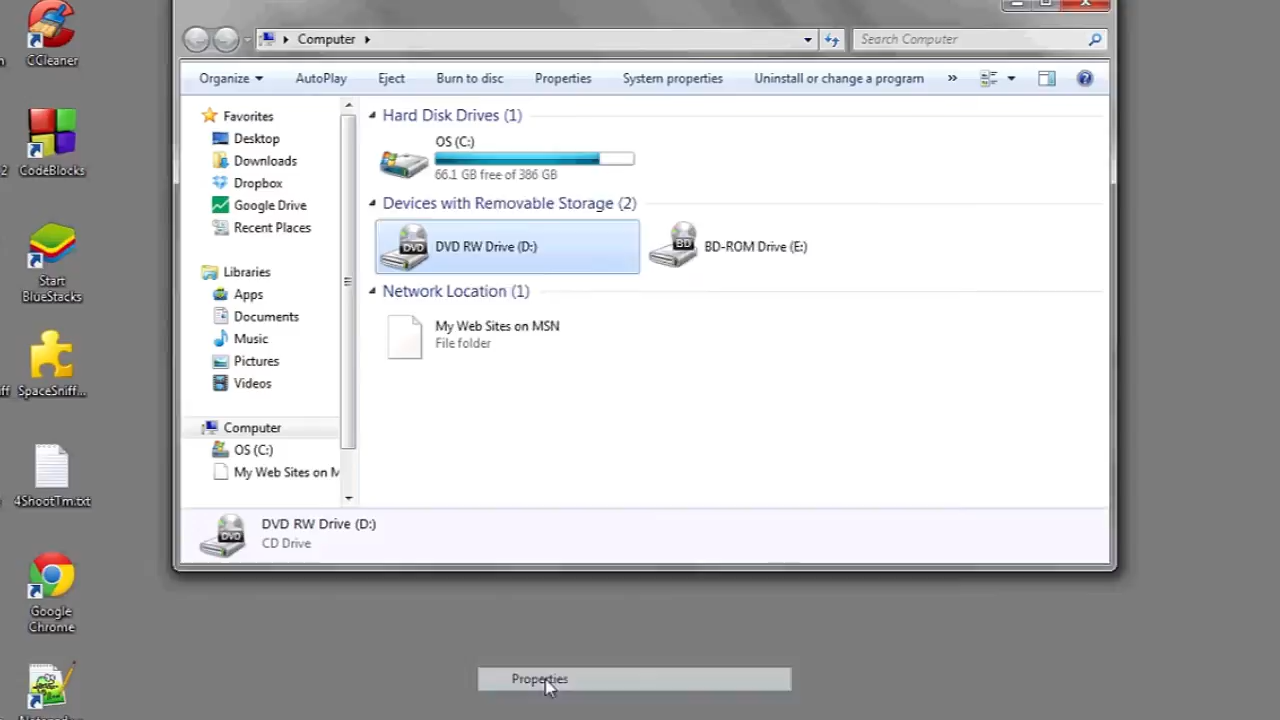 CCleaner
2
CodeBlocks
Start
BlueStacks
SpaceSniff...
4ShootTm.txt
Google
Chrome
Computer
Search Computer
Organize
AutoPlay
Eject
Burn to disc
Properties
System properties
Uninstall or change a program
»
Favorites
Desktop
Downloads
Dropbox
Google Drive
Recent Places
Libraries
Apps
Documents
Music
Pictures
Videos
Computer
OS (C:)
My Web Sites on M
Hard Disk Drives (1)
OS (C:)
66.1 GB free of 386 GB
Devices with Removable Storage (2)
DVD
DVD RW Drive (D:)
BD
BD-ROM Drive (E:)
Network Location (1)
My Web Sites on MSN
File folder
DVD
DVD RW Drive (D:)
CD Drive
Properties